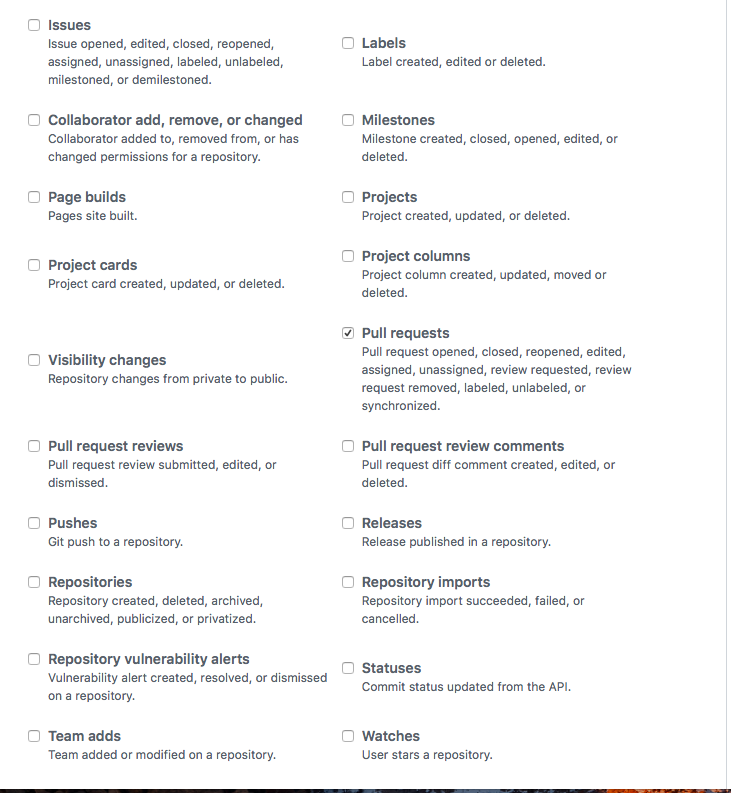 Issues
Issue opened, edited, closed, reopened,
assigned, unassigned, labeled, unlabeled,
milestoned, or demilestoned.
Labels
Label created, edited or deleted.
Collaborator add, remove, or changed
Collaborator added to, removed from, or has
changed permissions for a repository.
Milestones
Milestone created, closed, opened, edited, or
deleted.
Page builds
Pages site built.
Projects
Project created, updated, or deleted.
Project cards
Project card created, updated, or deleted.
Project columns
Project column created, updated, moved or
deleted.
Visibility changes
Repository changes from private to public.
Pull requests
Pull request opened, closed, reopened, edited,
assigned, unassigned, review requested, review
request removed, labeled, unlabeled, or
synchronized.
Pull request reviews
Pull request review submitted, edited, or
dismissed.
Pull request review comments
Pull request diff comment created, edited, or
deleted.
Pushes
Git push to a repository.
Releases
Release published in a repository.
Repositories
Repository created, deleted, archived,
unarchived, publicized, or privatized.
Repository imports
Repository import succeeded, failed, or
cancelled.
Repository vulnerability alerts
Vulnerability alert created, resolved, or dismissed
on a repository.
Statuses
Commit status updated from the API.
Team adds
Team added or modified on a repository.
Watches
User stars a repository.